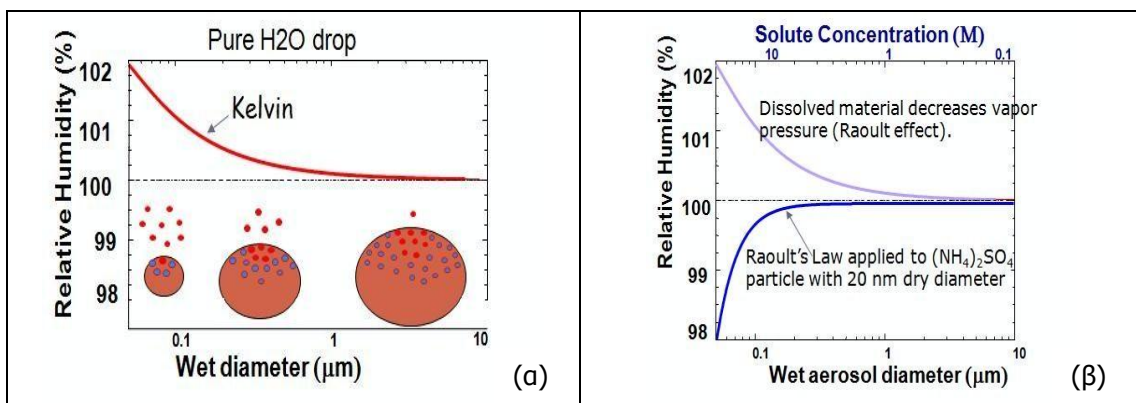 Pure H2O drop
Relative Humidity (%)
102
101
100
99
98
Kelvin
0.1
1
10
Wet diameter (μm)
(α)
Solute Concentration (M)
10
1
0.1
Relative Humidity (%)
102
101
100
99
98
Dissolved material decreases vapor
pressure (Raoult effect).
Raoult's Law applied to (NH4)2SO4
particle with 20 nm dry diameter
0.1
1
10
Wet aerosol diameter (μm)
(β)